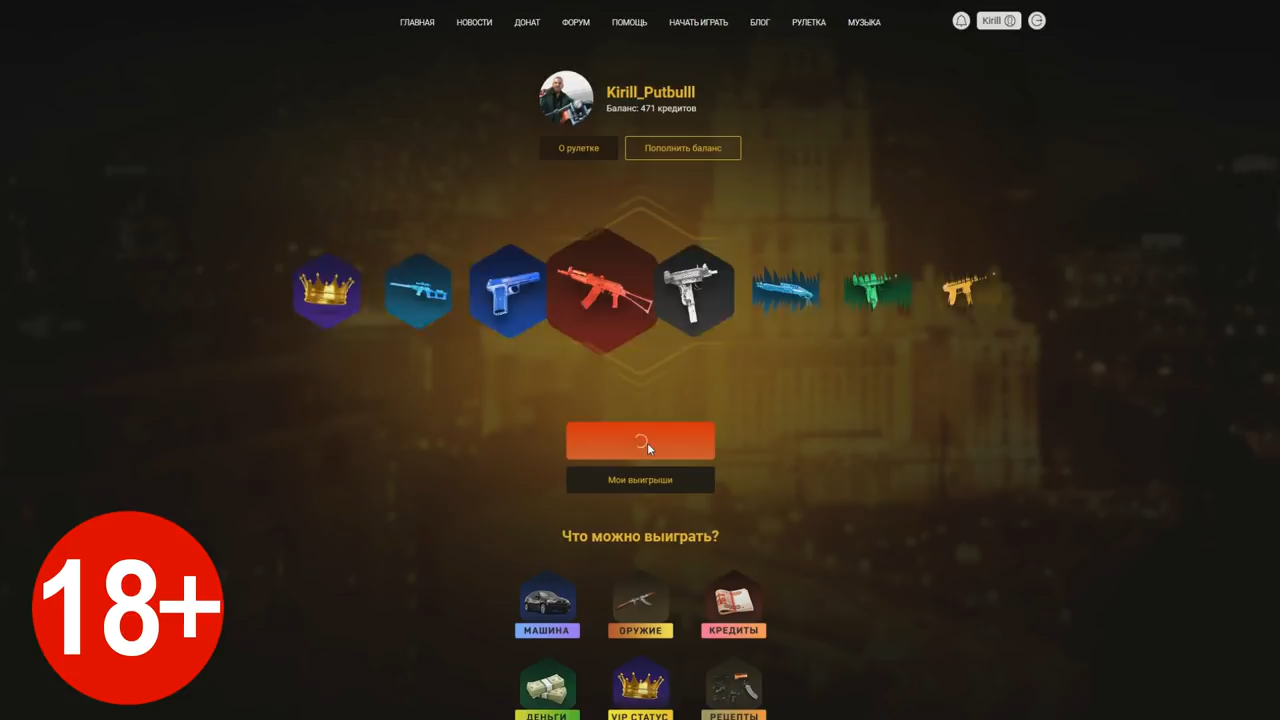 ГЛАВНАЯ НОВОСТИ ДОНАТ ФОРУМ ПОМОЩЬ НАЧАТЬ ИГРАТЬ БЛОГ РУЛЕТКА МУЗЫКА Kirill
Kirill_Putbulll
Баланс: 471 кредитов
О рулетке Пополнить баланс
Мои выигрыши
Что можно выиграть?
МАШИНА ОРУЖИЕ КРЕДИТЫ
ДЕНЬГИ VIP СТАТУС РЕЦЕПТЫ
18+